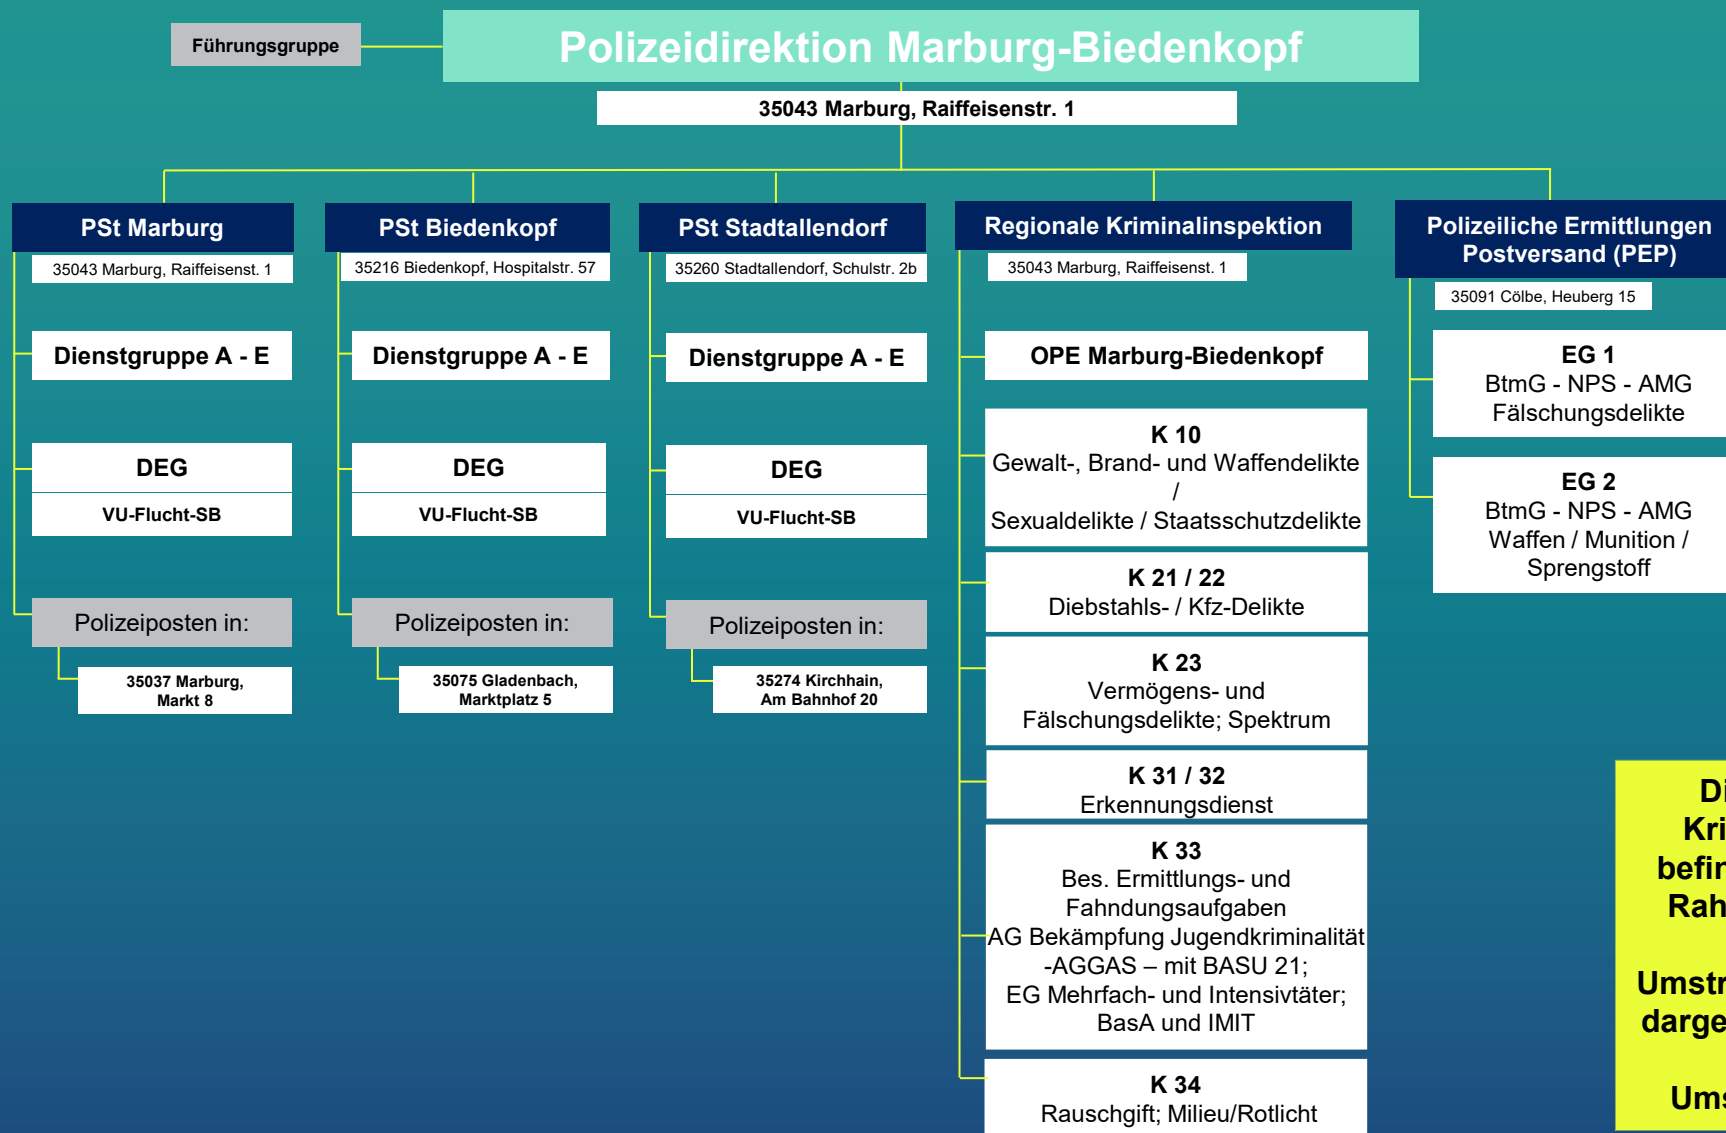 Führungsgruppe
Polizeidirektion Marburg-Biedenkopf
35043 Marburg, Raiffeisenstr. 1
PSt Marburg
35043 Marburg, Raiffeisenst. 1
Dienstgruppe A - E
DEG
VU-Flucht-SB
Polizeiposten in:
35037 Marburg,
Markt 8
PSt Biedenkopf
35216 Biedenkopf, Hospitalstr. 57
Dienstgruppe A - E
DEG
VU-Flucht-SB
Polizeiposten in:
35075 Gladenbach,
Marktplatz 5
PSt Stadtallendorf
35260 Stadtallendorf, Schulstr. 2b
Dienstgruppe A - E
DEG
VU-Flucht-SB
Polizeiposten in:
35274 Kirchhain,
Am Bahnhof 20
Regionale Kriminalinspektion
35043 Marburg, Raiffeisenst. 1
OPE Marburg-Biedenkopf
K 10
Gewalt-, Brand- und Waffendelikte
/
Sexualdelikte / Staatsschutzdelikte
K 21 / 22
Diebstahls- / Kfz-Delikte
K 23
Vermögens- und
Fälschungsdelikte; Spektrum
K 31 / 32
Erkennungsdienst
K 33
Bes. Ermittlungs- und
Fahndungsaufgaben
AG Bekämpfung Jugendkriminalität
-AGGAS – mit BASU 21;
EG Mehrfach- und Intensivtäter;
BasA und IMIT
K 34
Rauschgift; Milieu/Rotlicht
Polizeiliche Ermittlungen
Postversand (PEP)
35091 Cölbe, Heuberg 15
EG 1
BtmG - NPS - AMG
Fälschungsdelikte
EG 2
BtmG - NPS - AMG
Waffen / Munition /
Sprengstoff